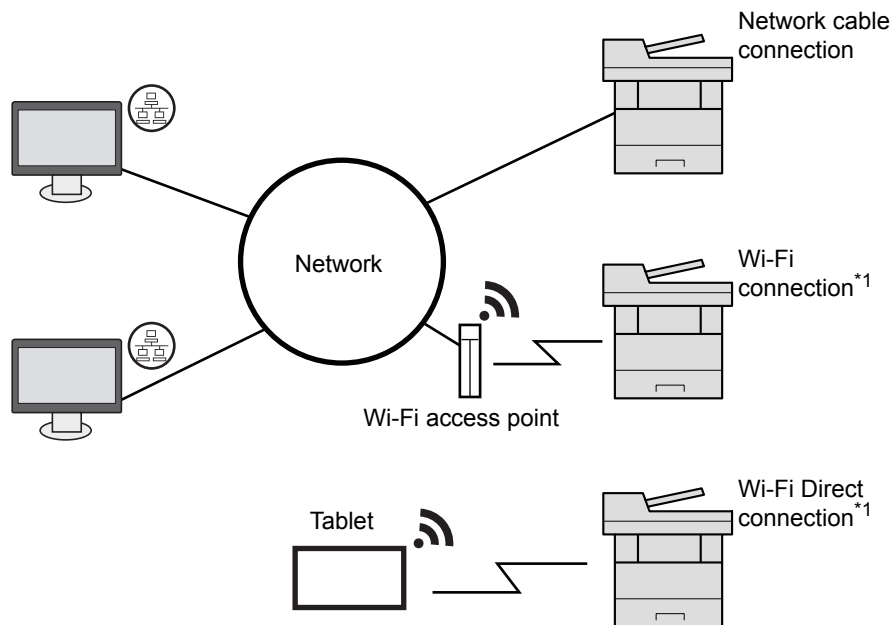 Network cable
connection
Network
Wi-Fi
connection*1
Wi-Fi access point
Wi-Fi Direct
connection*1
Tablet